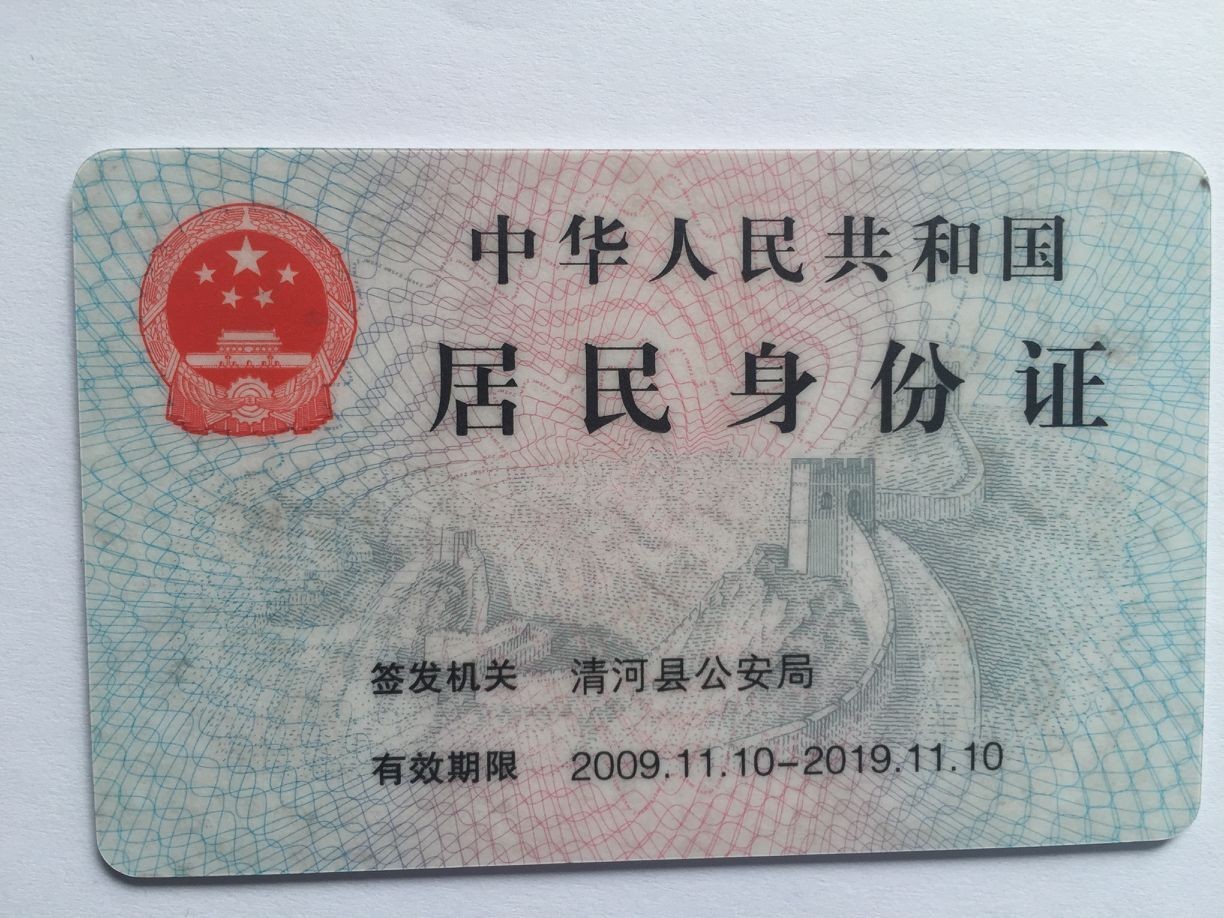 中华人民共和国
居民身份证
签发机关 清河县公安局
有效期限 2009.11.10-2019.11.10